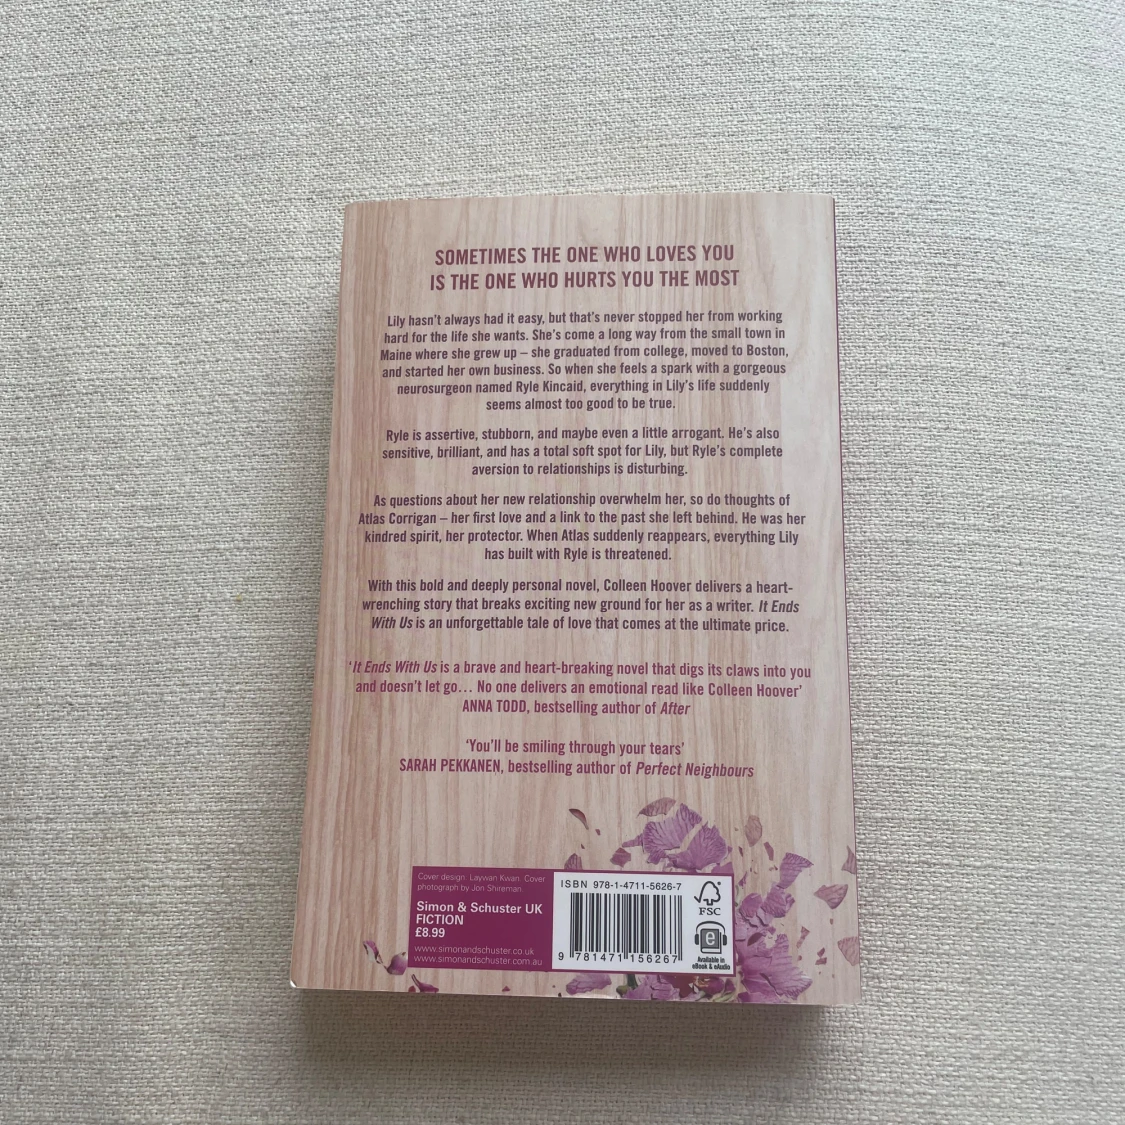 SOMETIMES THE ONE WHO LOVES YOU
IS THE ONE WHO HURTS YOU THE MOST
Lily hasn't always had it easy, but that's never stopped her from working
hard for the life she wants. She's come a long way from the small town in
Maine where she grew up – she graduated from college, moved to Boston,
and started her own business. So when she feels a spark with a gorgeous
neurosurgeon named Ryle Kincaid, everything in Lily's life suddenly
seems almost too good to be true.
Ryle is assertive, stubborn, and maybe even a little arrogant. He's also
sensitive, brilliant, and has a total soft spot for Lily, but Ryle's complete
aversion to relationships is disturbing.
As questions about her new relationship overwhelm her, so do thoughts of
Atlas Corrigan – her first love and a link to the past she left behind. He was her
kindred spirit, her protector. When Atlas suddenly reappears, everything Lily
has built with Ryle is threatened.
With this bold and deeply personal novel, Colleen Hoover delivers a heart-
wrenching story that breaks exciting new ground for her as a writer. It Ends
With Us is an unforgettable tale of love that comes at the ultimate price.
'It Ends With Us is a brave and heart-breaking novel that digs its claws into you
and doesn't let go… No one delivers an emotional read like Colleen Hoover'
ANNA TODD, bestselling author of After
'You'll be smiling through your tears'
SARAH PEKKANEN, bestselling author of Perfect Neighbours
Cover design: Laywan Kwan. Cover
photograph by Jon Shireman.
Simon & Schuster UK
FICTION
£8.99
www.simonandschuster.co.uk
www.simonandschuster.com.au
ISBN 978-1-4711-5626-7
9 781471 156267
FSC
e
Available in
eBook & eAudio